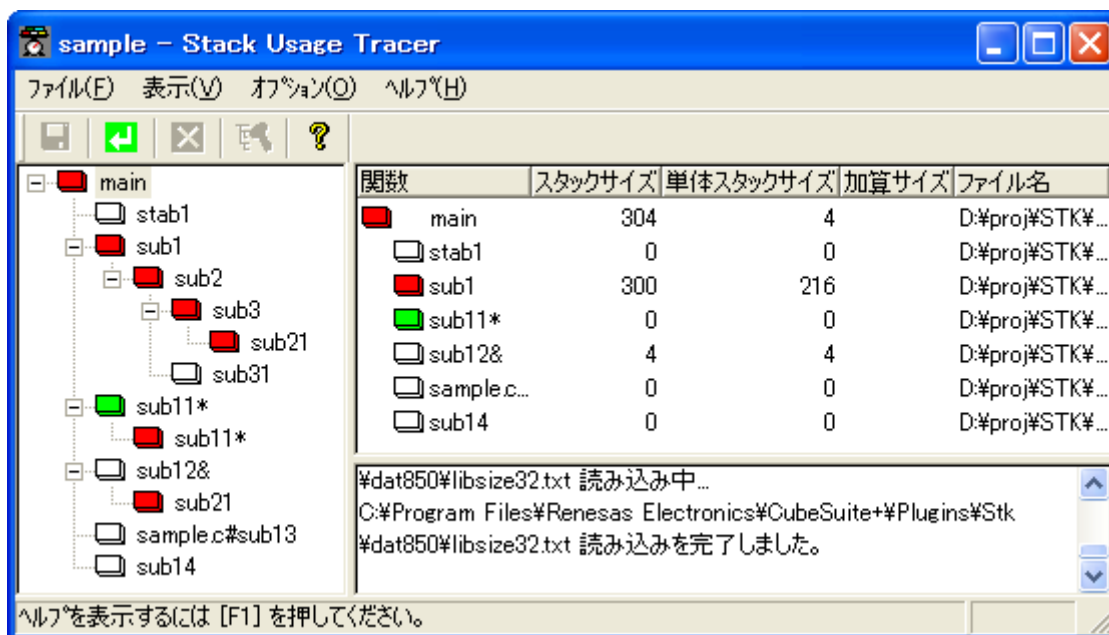 sample - Stack Usage Tracer
ファイル(F) 表示(V) オプション(O) ヘルプ(H)
main
stab1
sub1
sub2
sub3
sub21
sub31
sub11*
sub11*
sub12&
sub21
sample.c#sub13
sub14
関数 スタックサイズ 単体スタックサイズ 加算サイズ ファイル名
main 304 4 D:¥proj¥STK¥...
stab1 0 0 D:¥proj¥STK¥...
sub1 300 216 D:¥proj¥STK¥...
sub11* 0 0 D:¥proj¥STK¥...
sub12& 4 4 D:¥proj¥STK¥...
sample.c... 0 0 D:¥proj¥STK¥...
sub14 0 0 D:¥proj¥STK¥...
¥dat850¥libsize32.txt 読み込み中...
C:¥Program Files¥Renesas Electronics¥CubeSuite+¥Plugins¥Stk
¥dat850¥libsize32.txt 読み込みを完了しました。
ヘルプを表示するには [F1] を押してください。